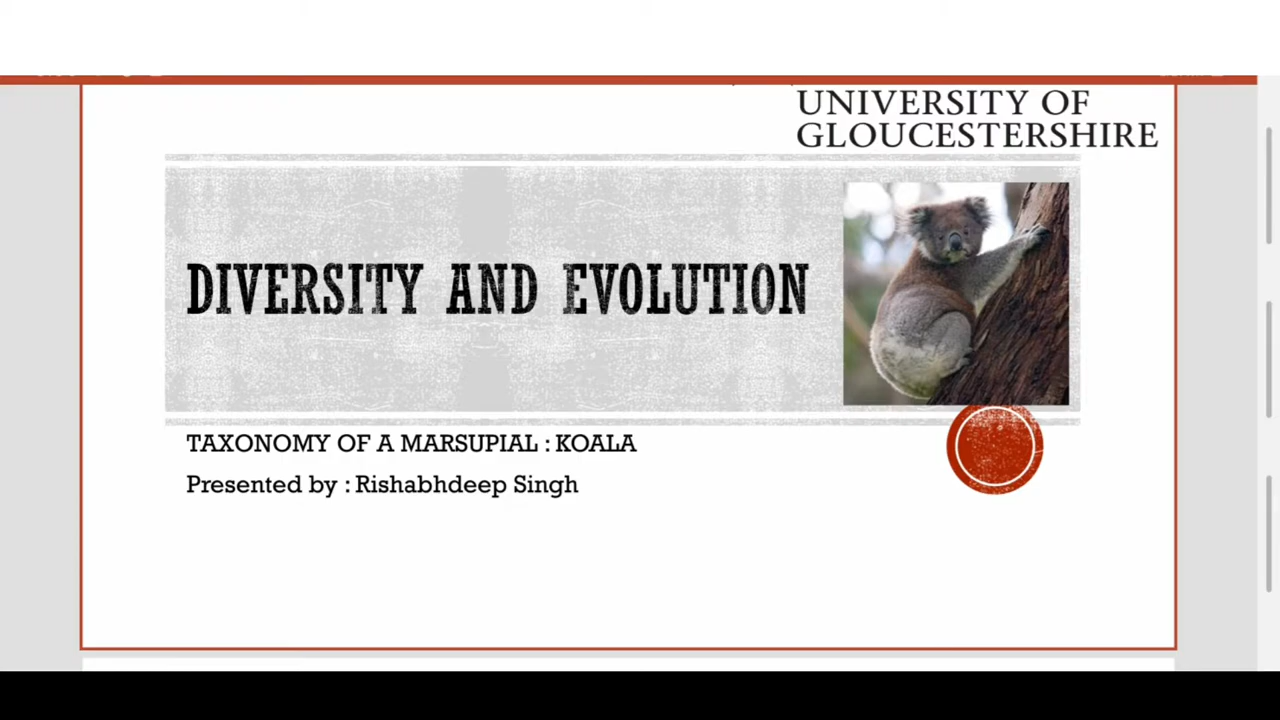 UNIVERSITY OF
GLOUCESTERSHIRE
DIVERSITY AND EVOLUTION
TAXONOMY OF A MARSUPIAL : KOALA
Presented by : Rishabhdeep Singh